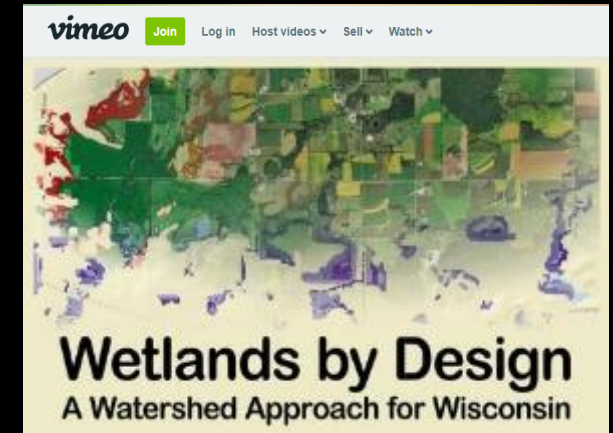 vimeo Join Log in Host videos Sell Watch
Wetlands by Design
A Watershed Approach for Wisconsin